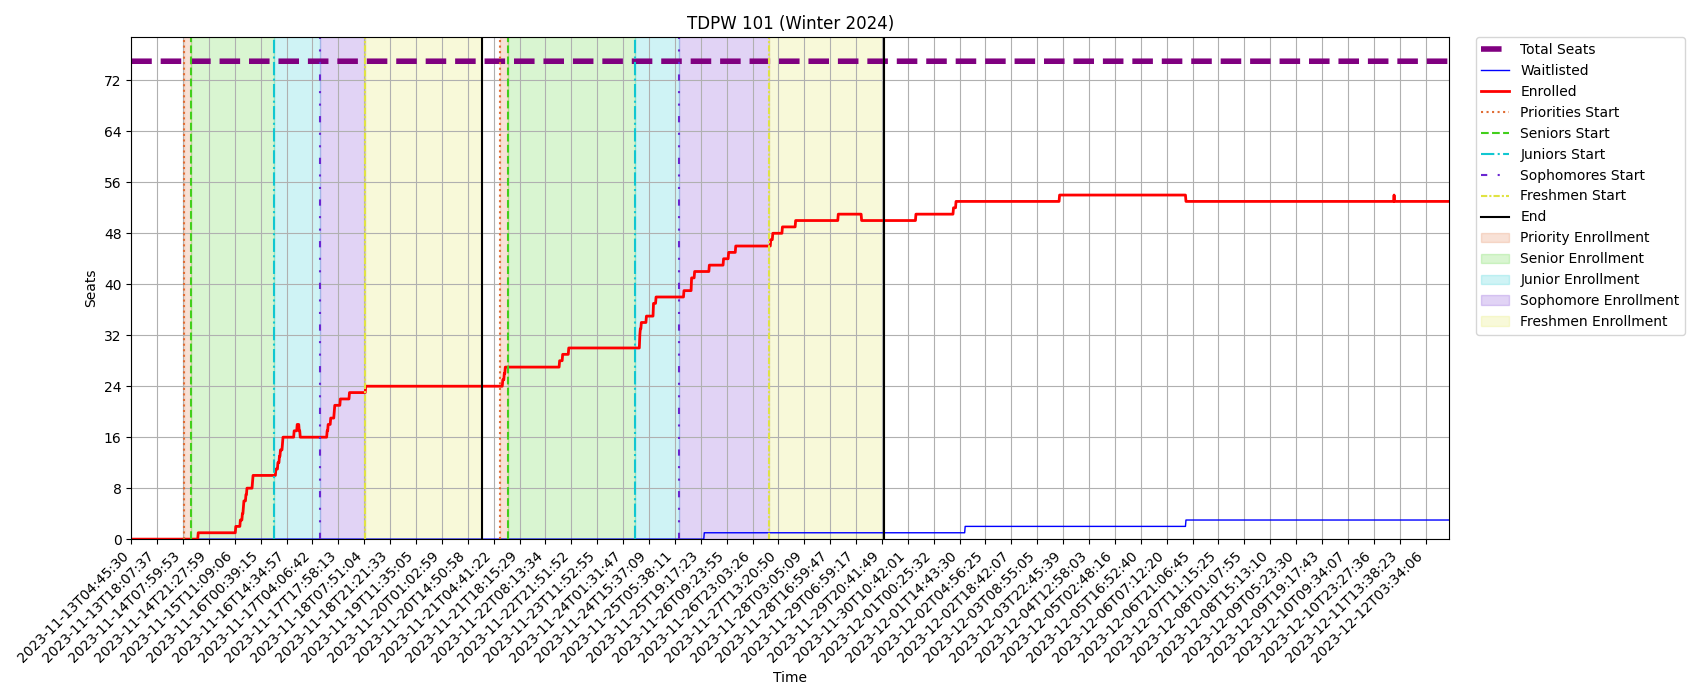 TDPW 101 (Winter 2024)
Total Seats
Waitlisted
Enrolled
Priorities Start
Seniors Start
Juniors Start
Sophomores Start
Freshmen Start
End
Priority Enrollment
Senior Enrollment
Junior Enrollment
Sophomore Enrollment
Freshmen Enrollment
Seats
72
64
56
48
40
32
24
16
8
0
2023-11-13T04:45:30
2023-11-13T18:07:37
2023-11-14T07:59:53
2023-11-14T21:27:59
2023-11-15T11:09:06
2023-11-16T00:39:15
2023-11-16T14:34:57
2023-11-17T04:06:42
2023-11-17T17:58:13
2023-11-18T07:51:04
2023-11-18T21:21:33
2023-11-19T11:35:05
2023-11-20T01:02:59
2023-11-20T14:50:58
2023-11-21T04:41:22
2023-11-21T18:15:29
2023-11-22T08:13:34
2023-11-22T21:51:52
2023-11-23T11:52:55
2023-11-24T01:31:47
2023-11-24T15:37:09
2023-11-25T05:38:11
2023-11-25T19:17:23
2023-11-26T09:23:55
2023-11-26T23:03:26
2023-11-27T13:20:50
2023-11-28T03:05:09
2023-11-28T16:59:47
2023-11-29T06:59:17
2023-11-29T20:41:49
2023-11-30T10:42:01
2023-12-01T00:25:32
2023-12-01T14:43:30
2023-12-02T04:56:25
2023-12-02T18:42:07
2023-12-03T08:55:05
2023-12-03T22:45:39
2023-12-04T12:58:03
2023-12-05T02:48:16
2023-12-05T16:52:40
2023-12-06T07:12:20
2023-12-06T21:06:45
2023-12-07T11:15:25
2023-12-08T01:07:55
2023-12-08T15:13:10
2023-12-09T05:23:30
2023-12-09T19:17:43
2023-12-10T09:34:07
2023-12-10T23:27:36
2023-12-11T13:38:23
2023-12-12T03:34:06
Time